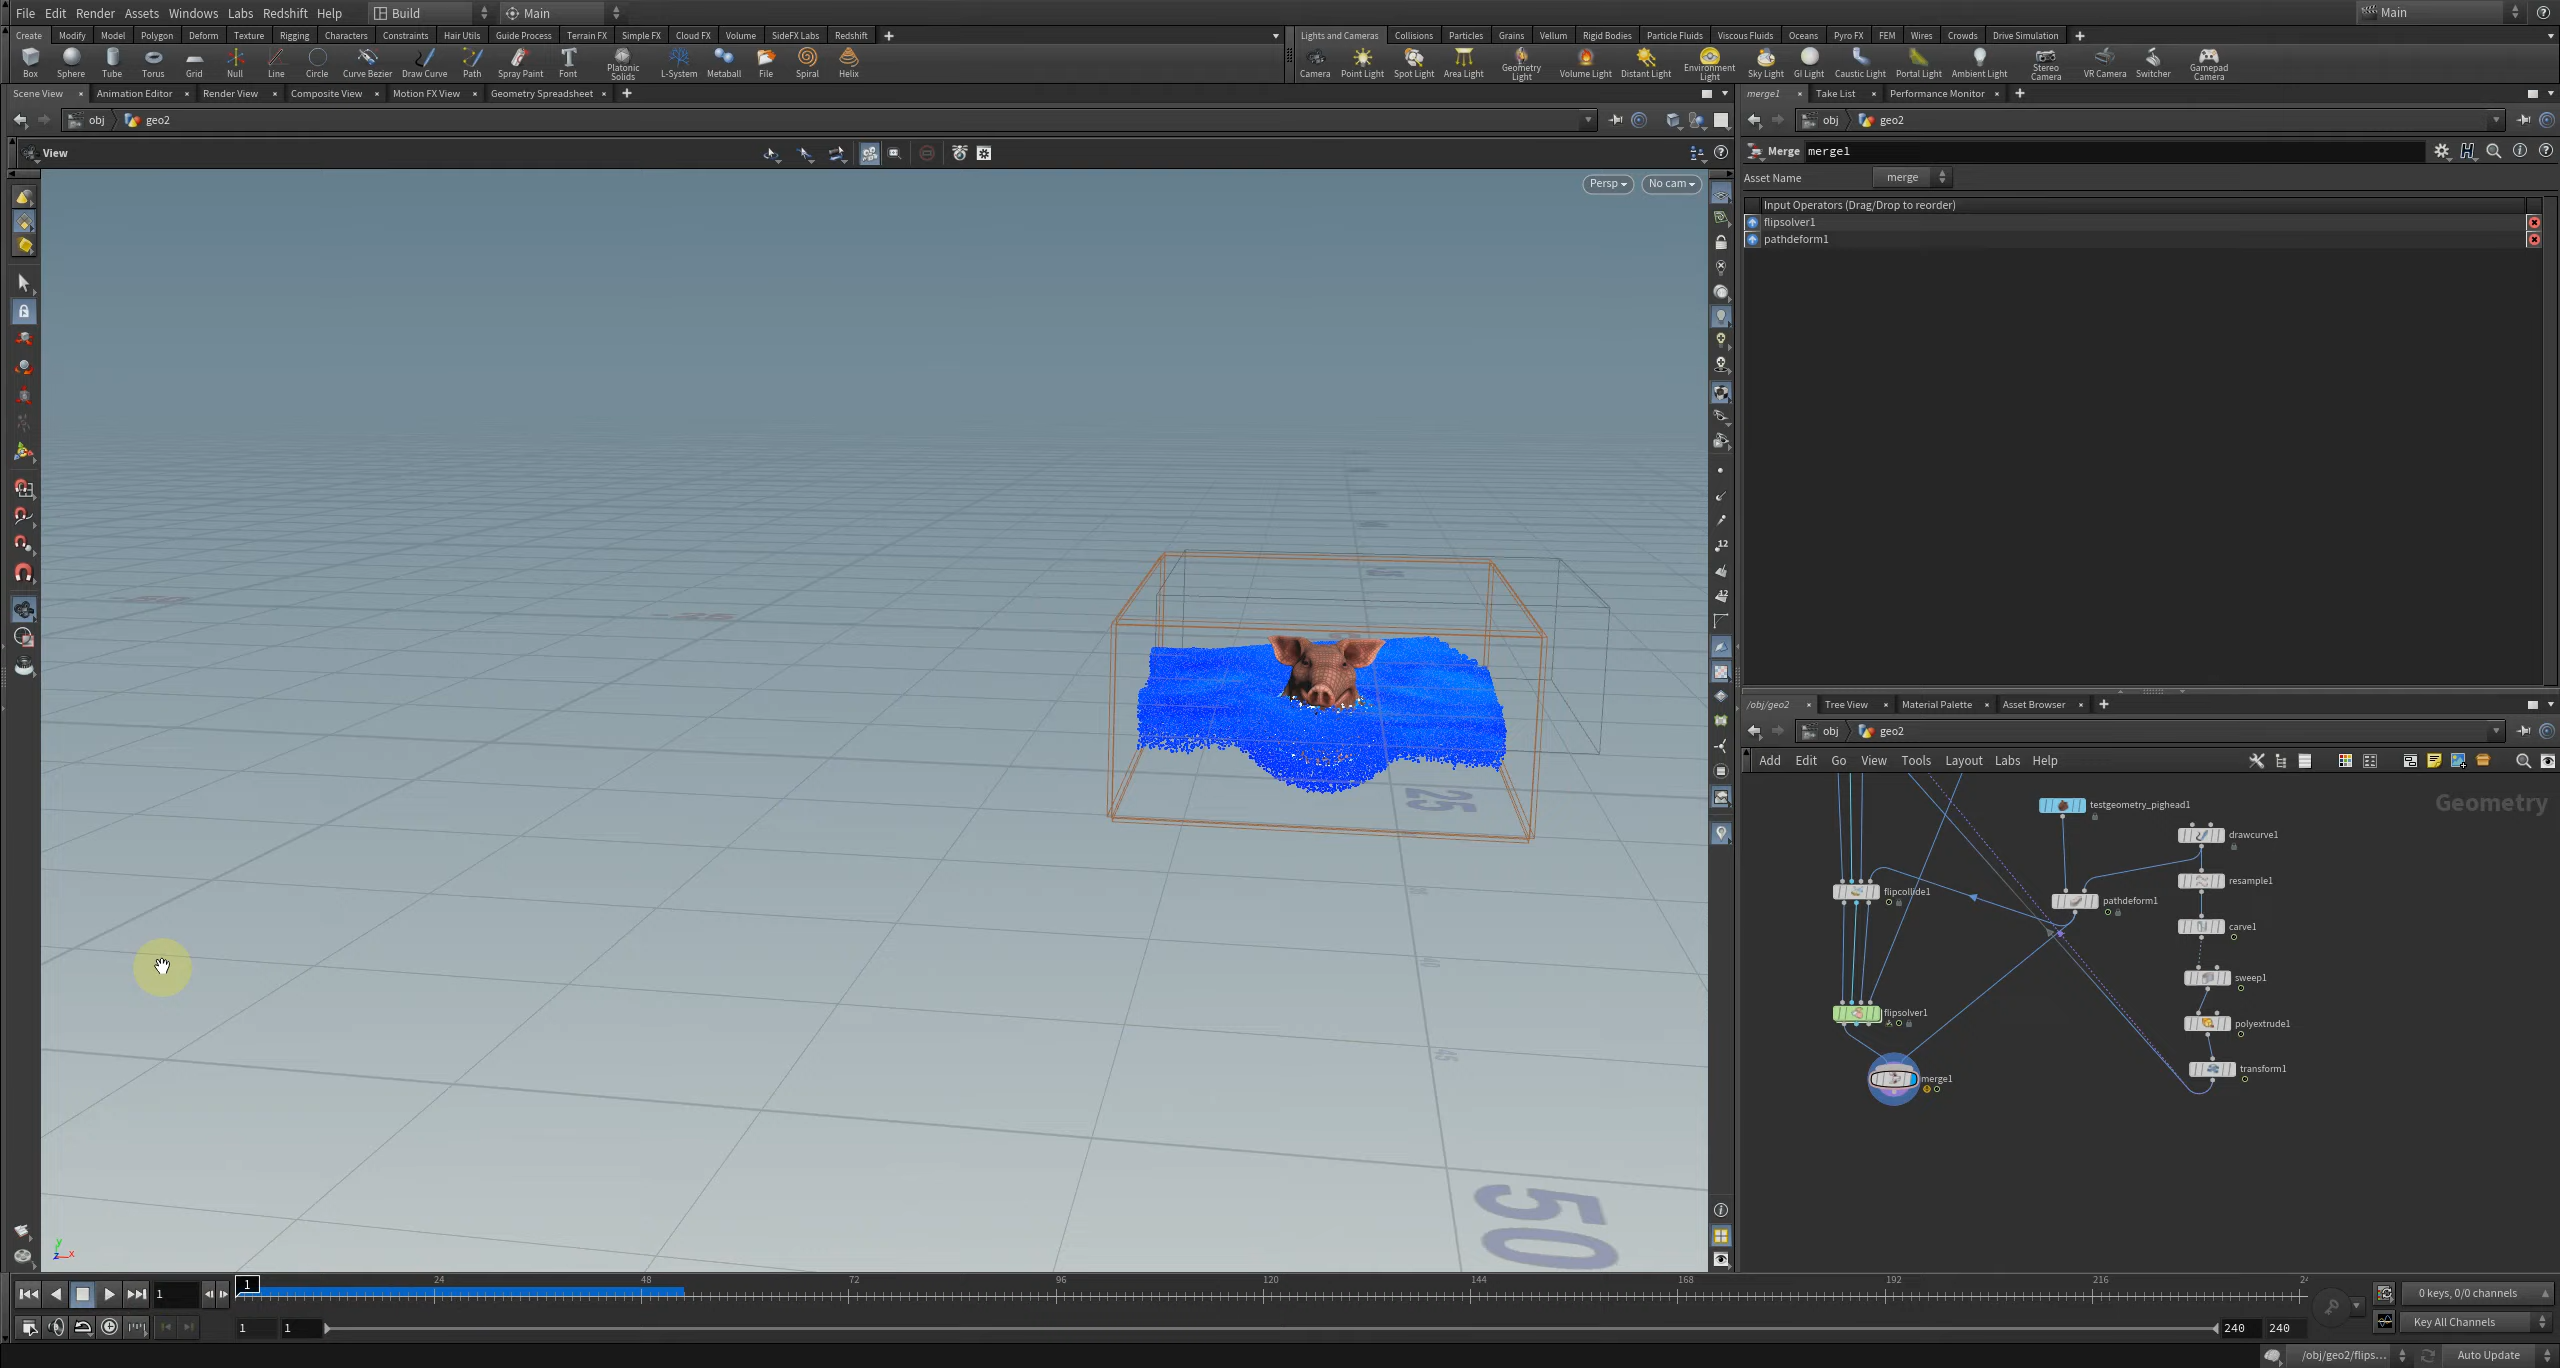 File Edit Render Assets Windows Labs Redshift Help Build Main Main
Create Modify Model Polygon Deform Texture Rigging Characters Constraints Hair Utils Guide Process Terrain FX Simple FX Cloud FX Volume SideFX Labs Redshift
Lights and Cameras Collisions Particles Grains Vellum Rigid Bodies Particle Fluids Viscous Fluids Oceans Pyro FX FEM Wires Crowds Drive Simulation
Box Sphere Tube Torus Grid Null Line Circle Curve Bezier Draw Curve Path Spray Paint Font Platonic Solids L-System Metaball File Spiral Helix
Camera Point Light Spot Light Area Light Geometry Light Volume Light Distant Light Environment Light Sky Light GI Light Caustic Light Portal Light Ambient Light Stereo Camera VR Camera Switcher Gamepad Camera
Scene View Animation Editor Render View Composite View Motion FX View Geometry Spreadsheet
merge1 Take List Performance Monitor
obj geo2
obj geo2
View
Persp No cam
Merge merge1
Asset Name merge
Input Operators (Drag/Drop to reorder)
flipsolver1
pathdeform1
25
50
y
z x
/obj/geo2 Tree View Material Palette Asset Browser
obj geo2
Add Edit Go View Tools Layout Labs Help
Geometry
testgeometry_pighead1
drawcurve1
resample1
flipcollide1
pathdeform1
carve1
sweep1
flipsolver1
polyextrude1
transform1
merge1
1 1 24 48 72 96 120 144 168 192 216
0 keys, 0/0 channels
1 1 240 240
Key All Channels
/obj/geo2/flips... Auto Update